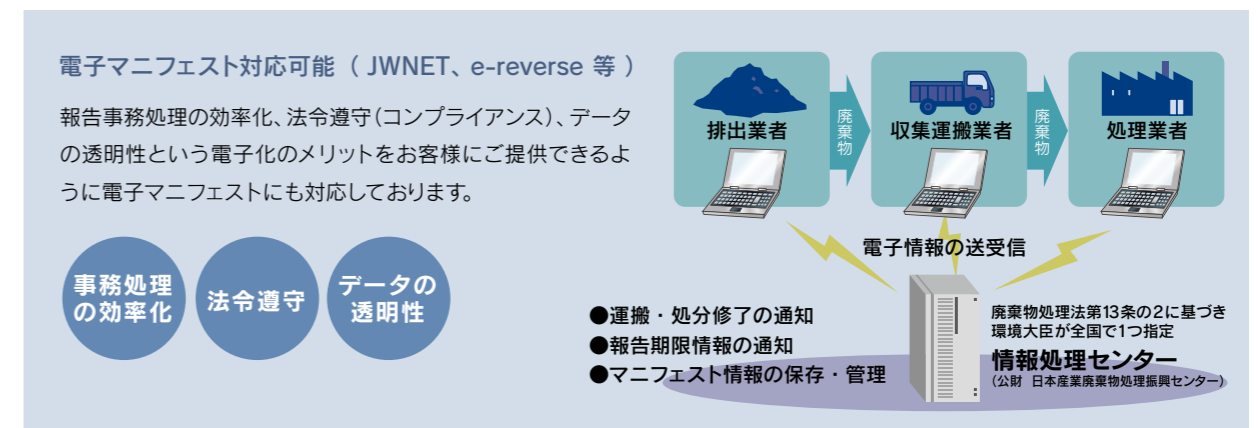 電子マニフェスト対応可能（ JWNET、e-reverse 等 ）
報告事務処理の効率化、法令遵守（コンプライアンス）、データ
の透明性という電子化のメリットをお客様にご提供できるよ
うに電子マニフェストにも対応しております。
事務処理
の効率化
法令遵守
データの
透明性
排出業者
廃棄物
収集運搬業者
廃棄物
処理業者
電子情報の送受信
●運搬・処分修了の通知
●報告期限情報の通知
●マニフェスト情報の保存・管理
廃棄物処理法第13条の2に基づき
環境大臣が全国で1つ指定
情報処理センター
（公財 日本産業廃棄物処理振興センター）